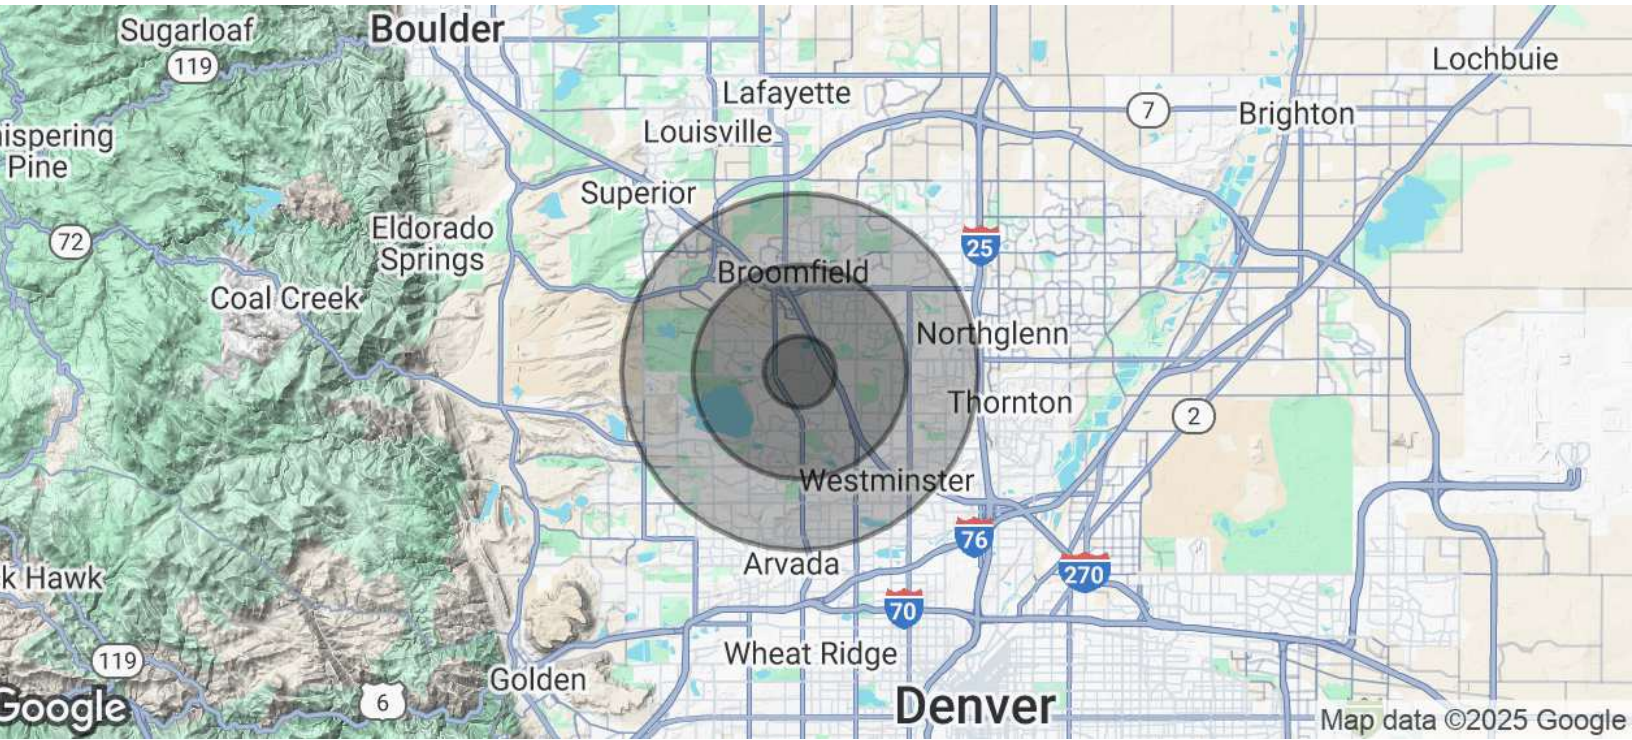 Sugarloaf
Boulder
119
Lochbuie
Lafayette
7
Brighton
Louisville
ispering
Pine
Superior
72
Eldorado
Springs
25
Broomfield
Coal Creek
Northglenn
Thornton
2
Westminster
76
Arvada
270
k Hawk
70
119
Wheat Ridge
Golden
6
Google
Denver
Map data ©2025 Google